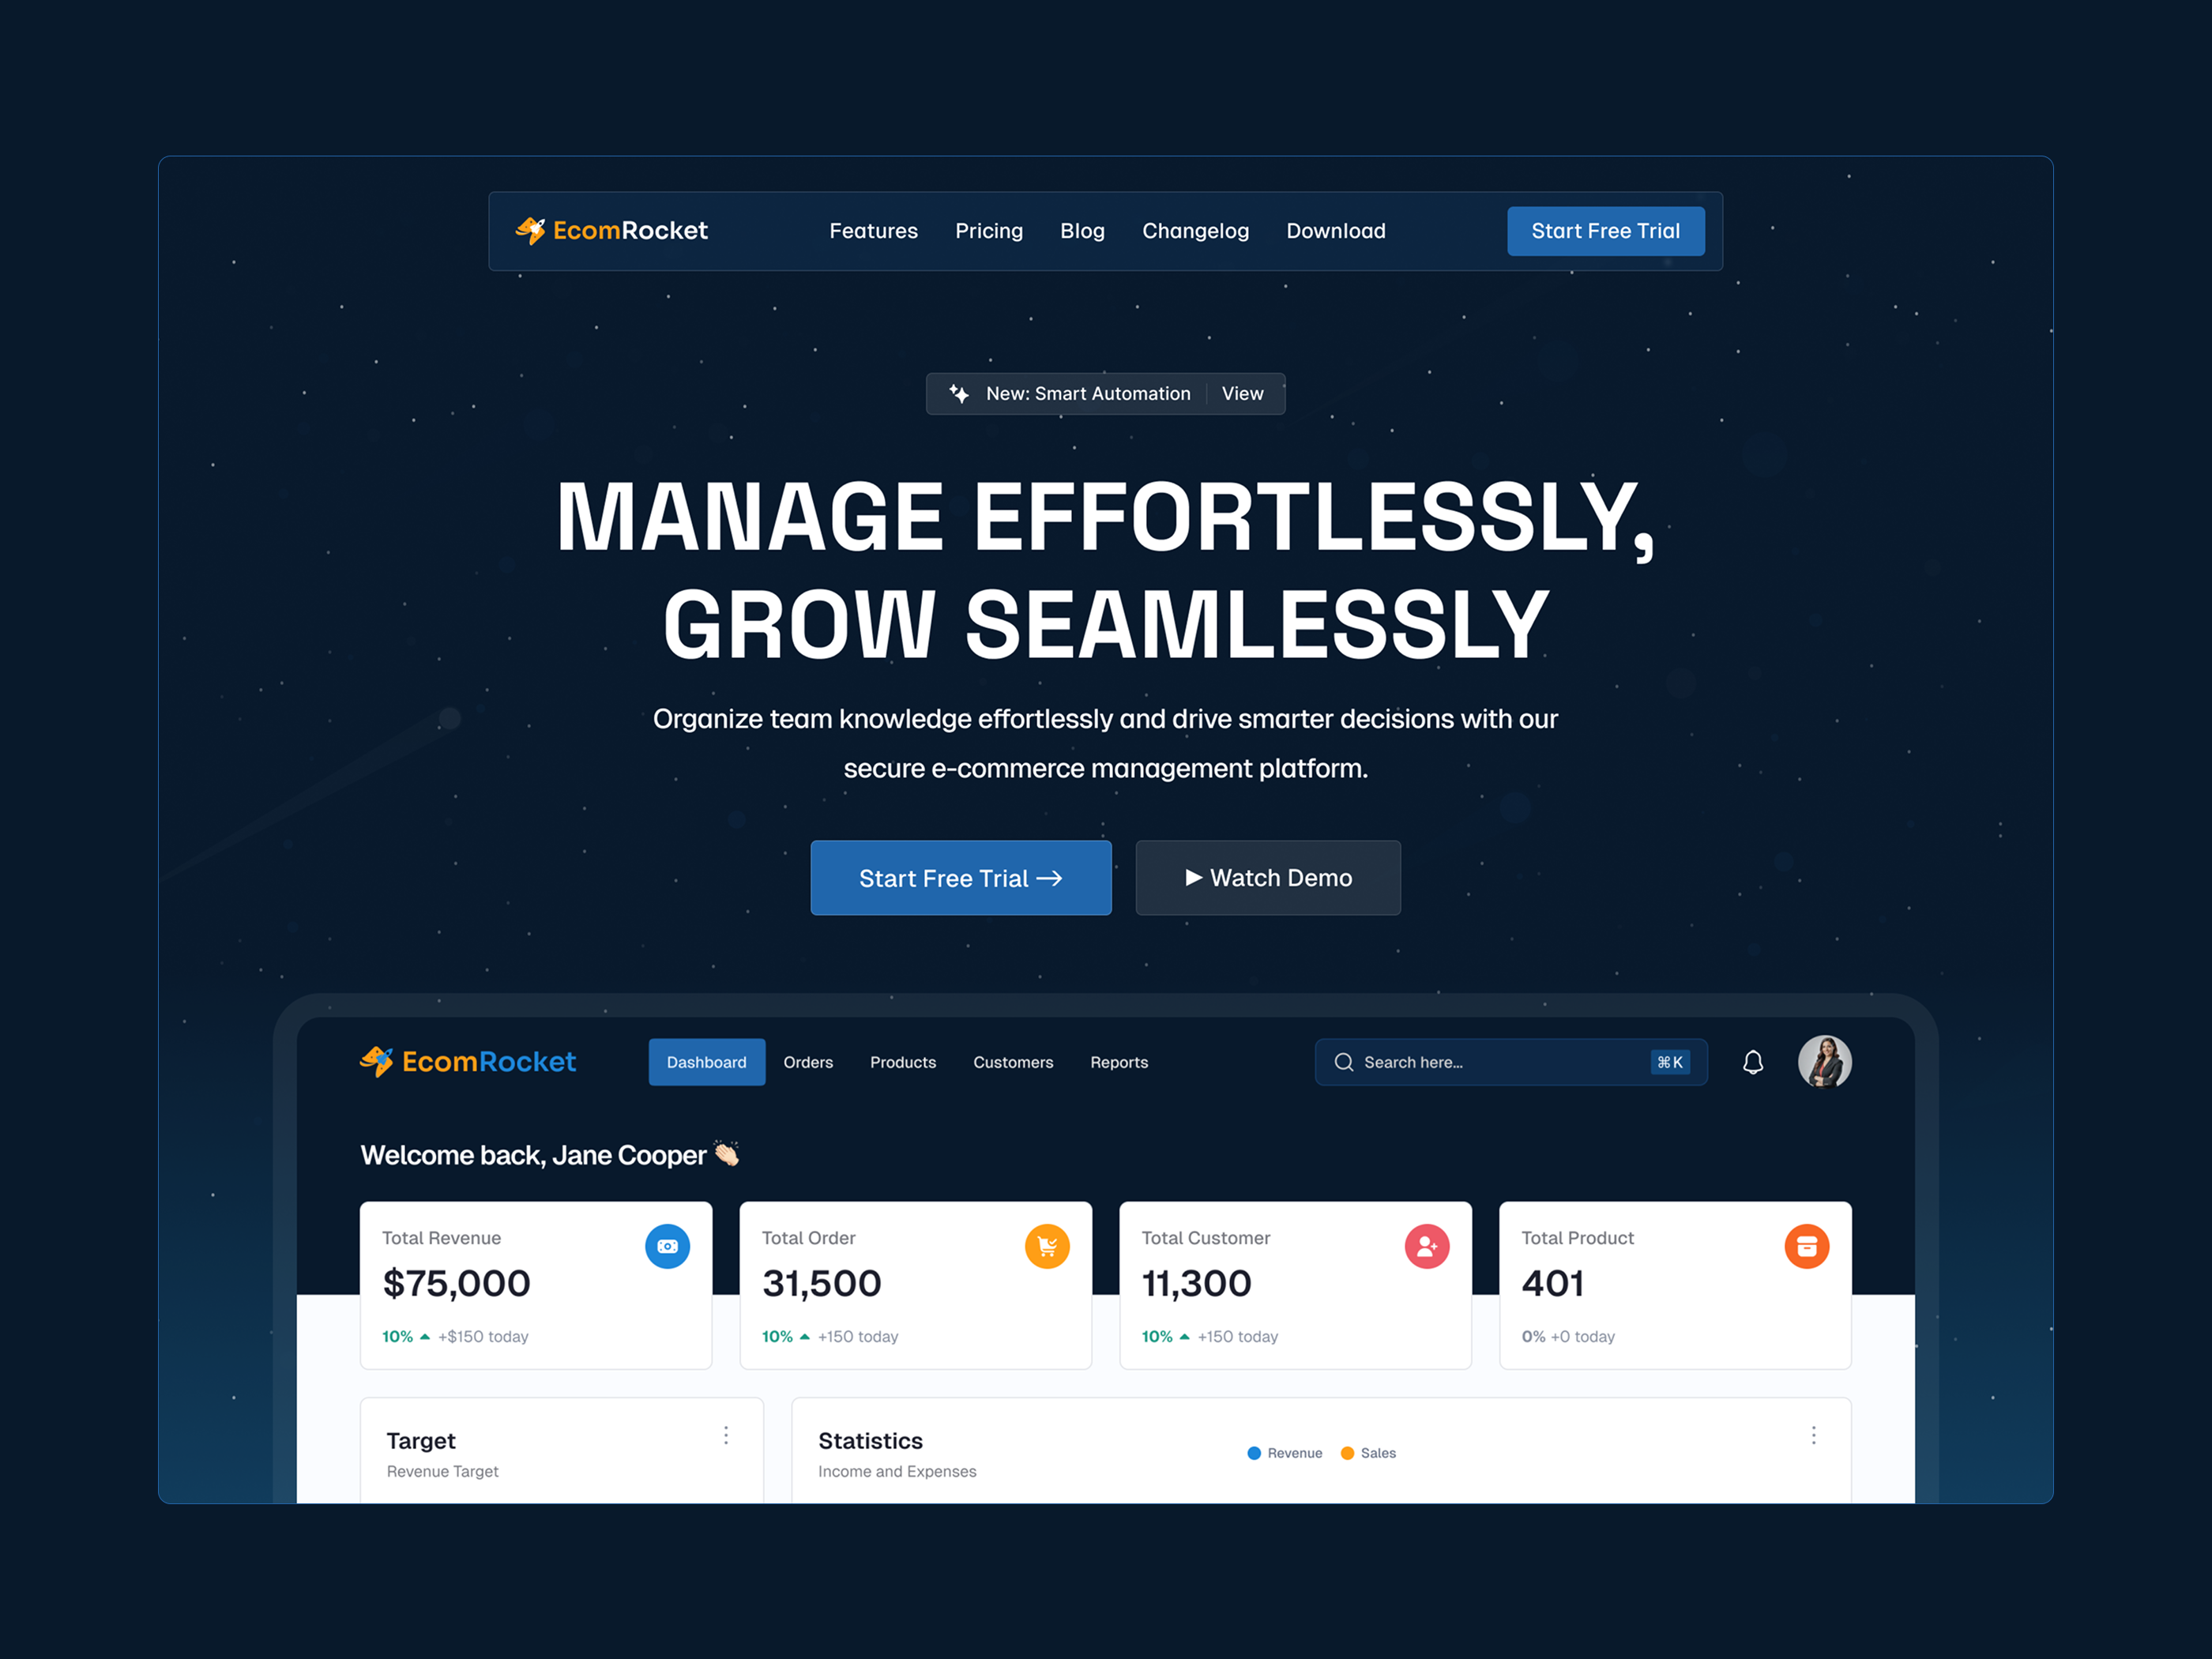 EcomRocket Features Pricing Blog Changelog Download Start Free Trial
New: Smart Automation View
MANAGE EFFORTLESSLY,
GROW SEAMLESSLY
Organize team knowledge effortlessly and drive smarter decisions with our
secure e-commerce management platform.
Start Free Trial → ▶ Watch Demo
EcomRocket Dashboard Orders Products Customers Reports Search here... ⌘ K
Welcome back, Jane Cooper 👏🏻
Total Revenue
$75,000
10% ▲ +$150 today
Total Order
31,500
10% ▲ +150 today
Total Customer
11,300
10% ▲ +150 today
Total Product
401
0% +0 today
Target
Revenue Target
Statistics
Income and Expenses
Revenue Sales